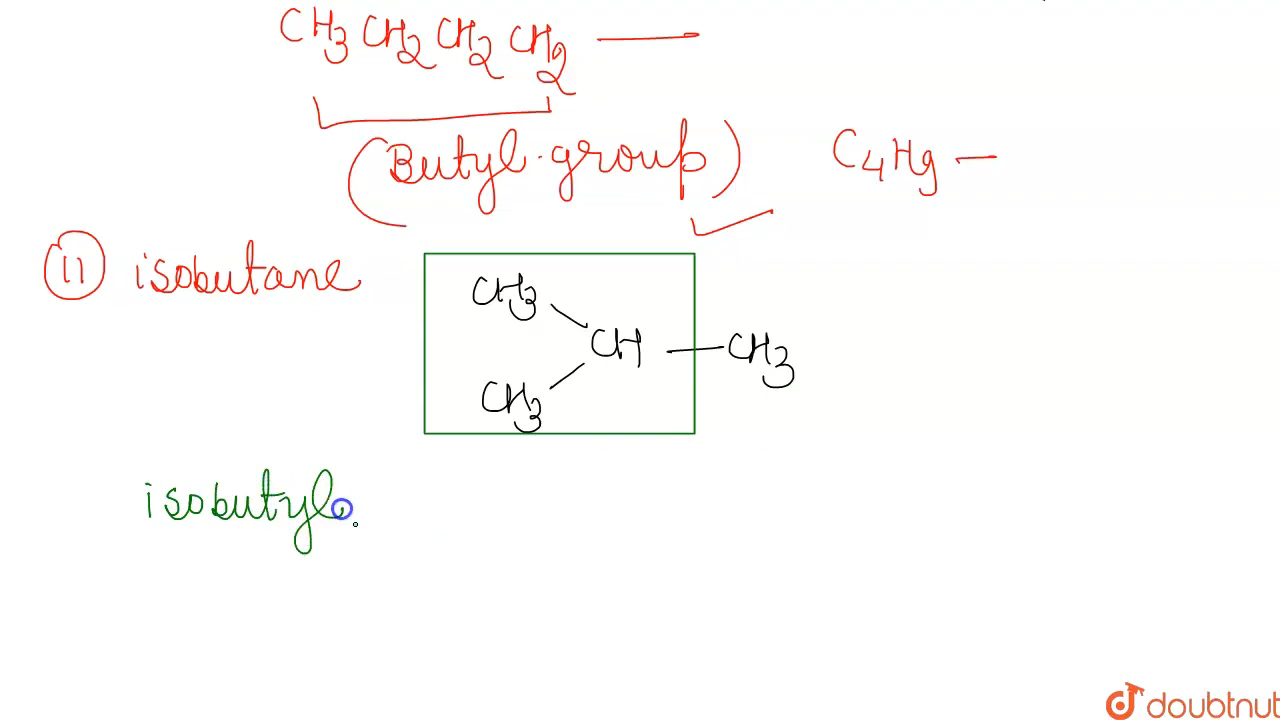 CH3 CH2 CH2 CH2 —
(Butyl group) C4H9 —
(ii) isobutane
CH3
CH — CH3
CH3
isobutyl
doubtnut